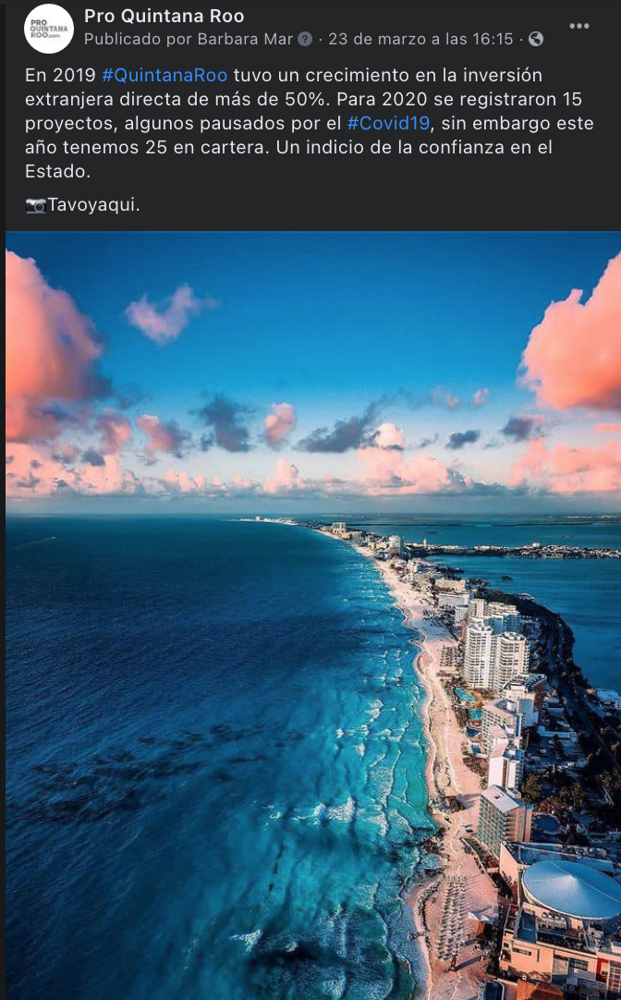 PRO
QUINTANA
ROO.com
Pro Quintana Roo
Publicado por Barbara Mar ? · 23 de marzo a las 16:15 ·
En 2019 #QuintanaRoo tuvo un crecimiento en la inversión
extranjera directa de más de 50%. Para 2020 se registraron 15
proyectos, algunos pausados por el #Covid19, sin embargo este
año tenemos 25 en cartera. Un indicio de la confianza en el
Estado.
📷Tavoyaqui.